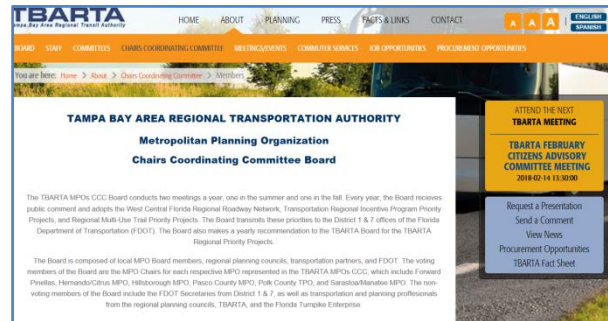 TBARTA
Tampa Bay Area Regional Transit Authority
HOME ABOUT PLANNING PRESS FACTS & LINKS CONTACT
A A A ENGLISH
SPANISH
BOARD STAFF COMMITTEES CHAIRS COORDINATING COMMITTEE MEETINGS/EVENTS COMMUTER SERVICES JOB OPPORTUNITIES PROCUREMENT OPPORTUNITIES
You are here: Home > About > Chairs Coordinating Committee > Members
TAMPA BAY AREA REGIONAL TRANSPORTATION AUTHORITY
Metropolitan Planning Organization
Chairs Coordinating Committee Board
The TBARTA MPOs CCC Board conducts two meetings a year, one in the summer and one in the fall. Every year, the Board recieves
public comment and adopts the West Central Florida Regional Roadway Network, Transportation Regional Incentive Program Priority
Projects, and Regional Multi-Use Trail Priority Projects. The Board transmits these priorities to the District 1 & 7 offices of the Florida
Department of Transportation (FDOT). The Board also makes a yearly recommendation to the TBARTA Board for the TBARTA
Regional Priority Projects.
The Board is composed of local MPO Board members, regional planning councils, transportation partners, and FDOT. The voting
members of the Board are the MPO Chairs for each respective MPO represented in the TBARTA MPOs CCC, which include Forward
Pinellas, Hernando/Citrus MPO, Hillsborough MPO, Pasco County MPO, Polk County TPO, and Sarastoa/Manatee MPO. The non-
voting members of the Board include the FDOT Secretaries from District 1 & 7, as well as transportation and planning proffesionals
from the regional planning councils, TBARTA, and the Florida Turnpike Enterprise.
ATTEND THE NEXT
TBARTA MEETING
TBARTA FEBRUARY
CITIZENS ADVISORY
COMMITTEE MEETING
2018-02-14 13:30:00
Request a Presentation
Send a Comment
View News
Procurement Opportunities
TBARTA Fact Sheet